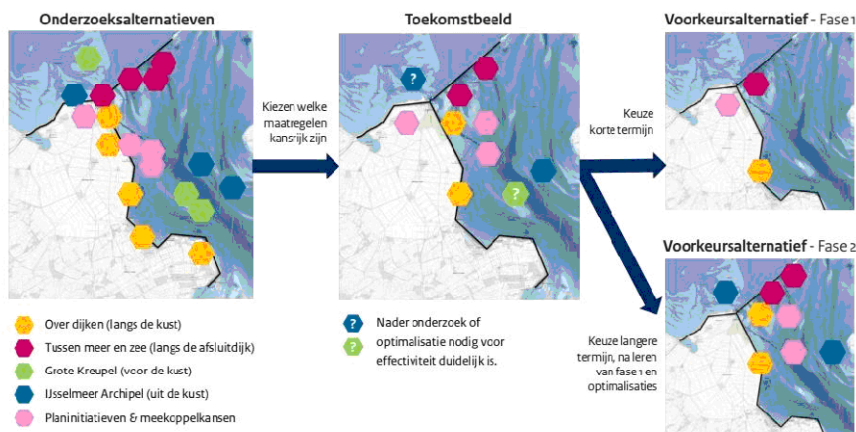 Onderzoeksalternatieven
Toekomstbeeld
Voorkeursalternatief - Fase 1
Kiezen welke
maatregelen
kansrijk zijn
Keuze
korte termijn
Voorkeursalternatief - Fase 2
Keuze langere
termijn, na leren
van fase 1 en
optimalisaties
?
?
Over dijken (langs de kust)
Tussen meer en zee (langs de afsluitdijk)
Grote Kreupel (voor de kust)
IJsselmeer Archipel (uit de kust)
Planinitiatieven & meekoppelkansen
? Nader onderzoek of
? optimalisatie nodig voor
effectiviteit duidelijk is.